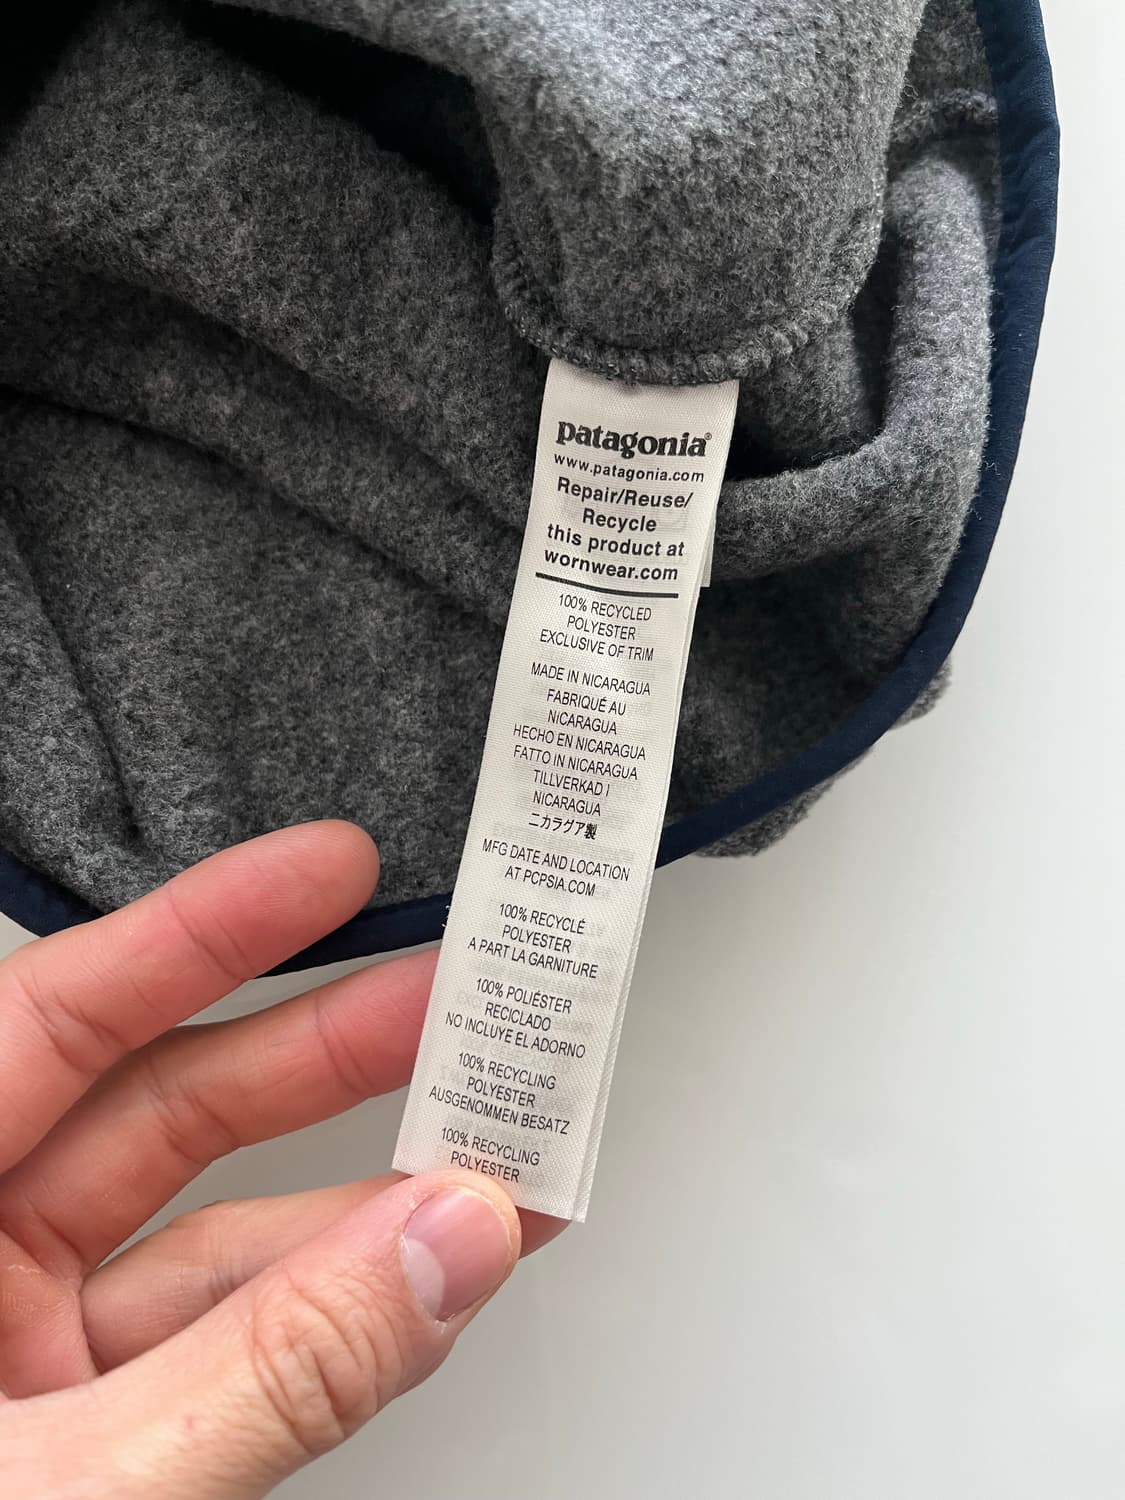 patagonia®
www.patagonia.com
Repair/Reuse/
Recycle
this product at
wornwear.com
100% RECYCLED
POLYESTER
EXCLUSIVE OF TRIM
MADE IN NICARAGUA
FABRIQUÉ AU
NICARAGUA
HECHO EN NICARAGUA
FATTO IN NICARAGUA
TILLVERKAD I
NICARAGUA
ニカラグア製
MFG DATE AND LOCATION
AT PCPSIA.COM
100% RECYCLÉ
POLYESTER
A PART LA GARNITURE
100% POLIÉSTER
RECICLADO
NO INCLUYE EL ADORNO
100% RECYCLING
POLYESTER
AUSGENOMMEN BESATZ
100% RECYCLING
POLYESTER